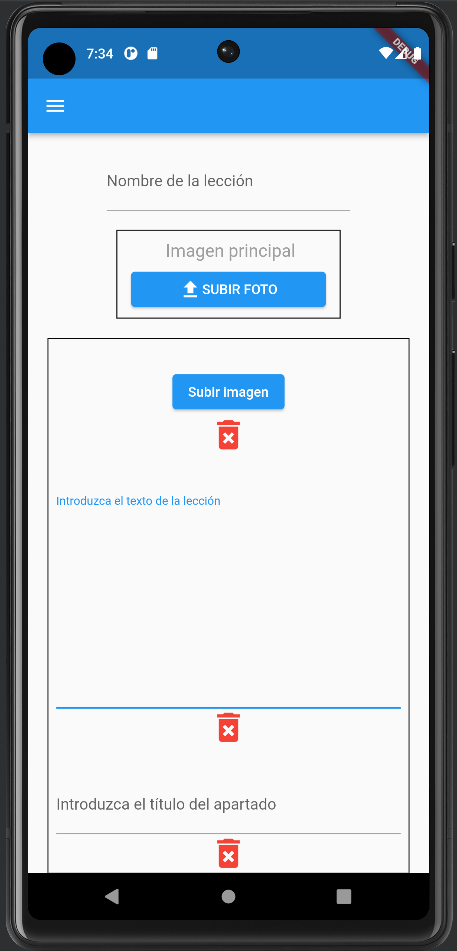 7:34
DEBUG
Nombre de la lección
Imagen principal
SUBIR FOTO
Subir imagen
Introduzca el texto de la lección
Introduzca el título del apartado